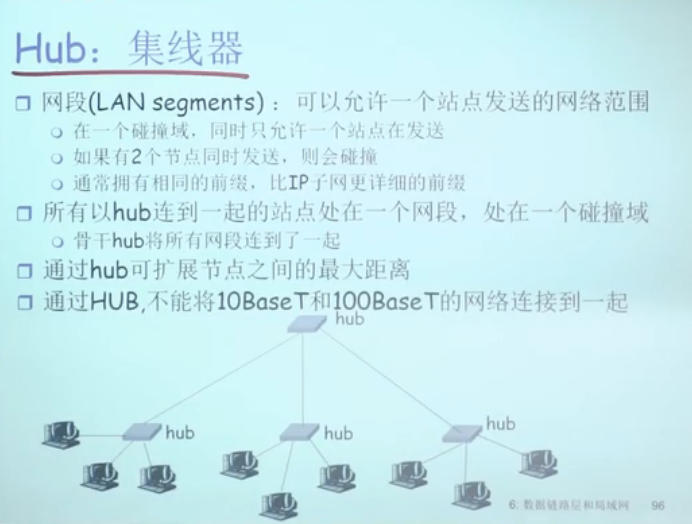 Hub：集线器
网段(LAN segments)：可以允许一个站点发送的网络范围
在一个碰撞域，同时只允许一个站点在发送
如果有2个节点同时发送，则会碰撞
通常拥有相同的前缀，比IP子网更详细的前缀
所有以hub连到一起的站点处在一个网段，处在一个碰撞域
骨干hub将所有网段连到了一起
通过hub可扩展节点之间的最大距离
通过HUB,不能将10BaseT和100BaseT的网络连接到一起
hub
hub
hub
hub
6. 数据链路层和局域网 96